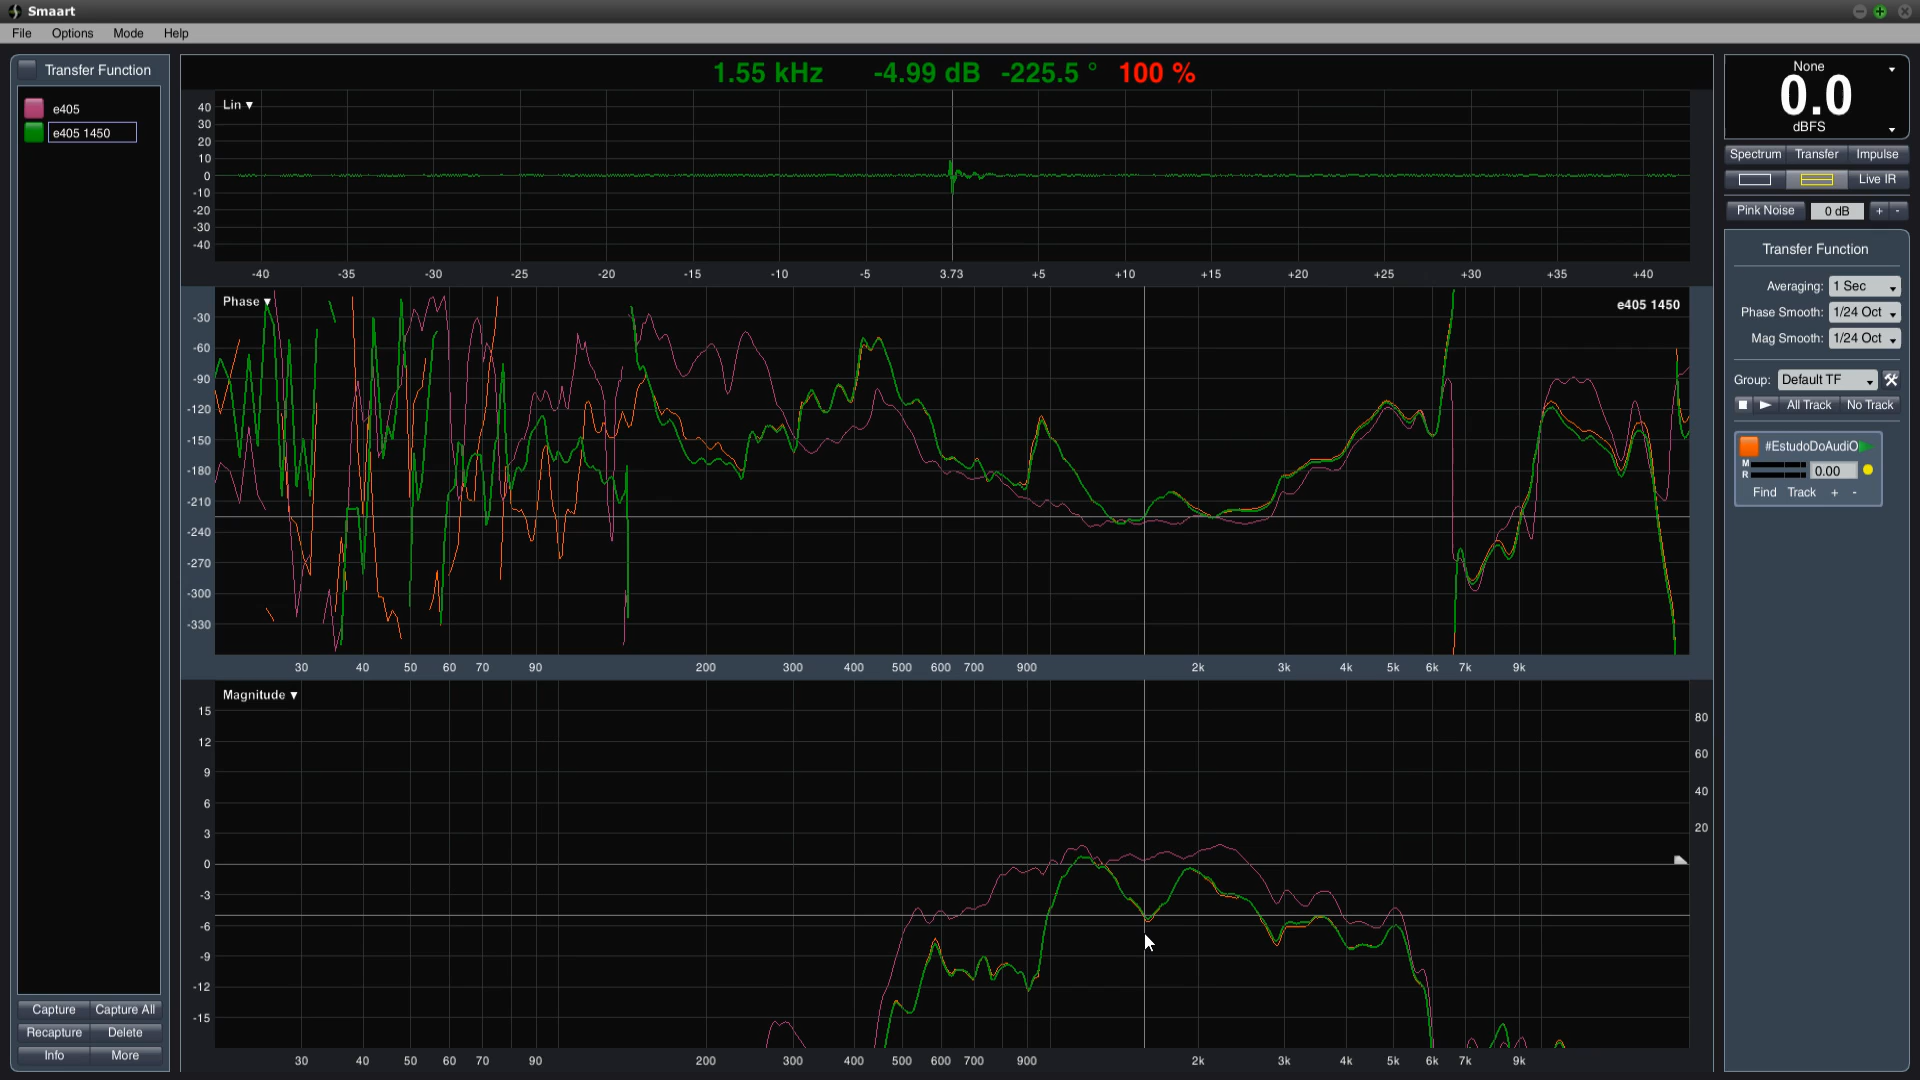 Smaart
File Options Mode Help
Transfer Function
e405
e405 1450
Capture Capture All
Recapture Delete
Info More
1.55 kHz -4.99 dB -225.5 ° 100 %
Lin ▼
40
30
20
10
0
-10
-20
-30
-40
-40 -35 -30 -25 -20 -15 -10 -5 3.73 +5 +10 +15 +20 +25 +30 +35 +40
Phase ▼
e405 1450
-30
-60
-90
-120
-150
-180
-210
-240
-270
-300
-330
30 40 50 60 70 90 200 300 400 500 600 700 900 2k 3k 4k 5k 6k 7k 9k
Magnitude ▼
15
12
9
6
3
0
-3
-6
-9
-12
-15
80
60
40
20
30 40 50 60 70 90 200 300 400 500 600 700 900 2k 3k 4k 5k 6k 7k 9k
None
0.0
dBFS
Spectrum Transfer Impulse
Live IR
Pink Noise 0 dB + -
Transfer Function
Averaging: 1 Sec
Phase Smooth: 1/24 Oct
Mag Smooth: 1/24 Oct
Group: Default TF
All Track No Track
#EstudoDoAudiO
M
R
0.00
Find Track + -